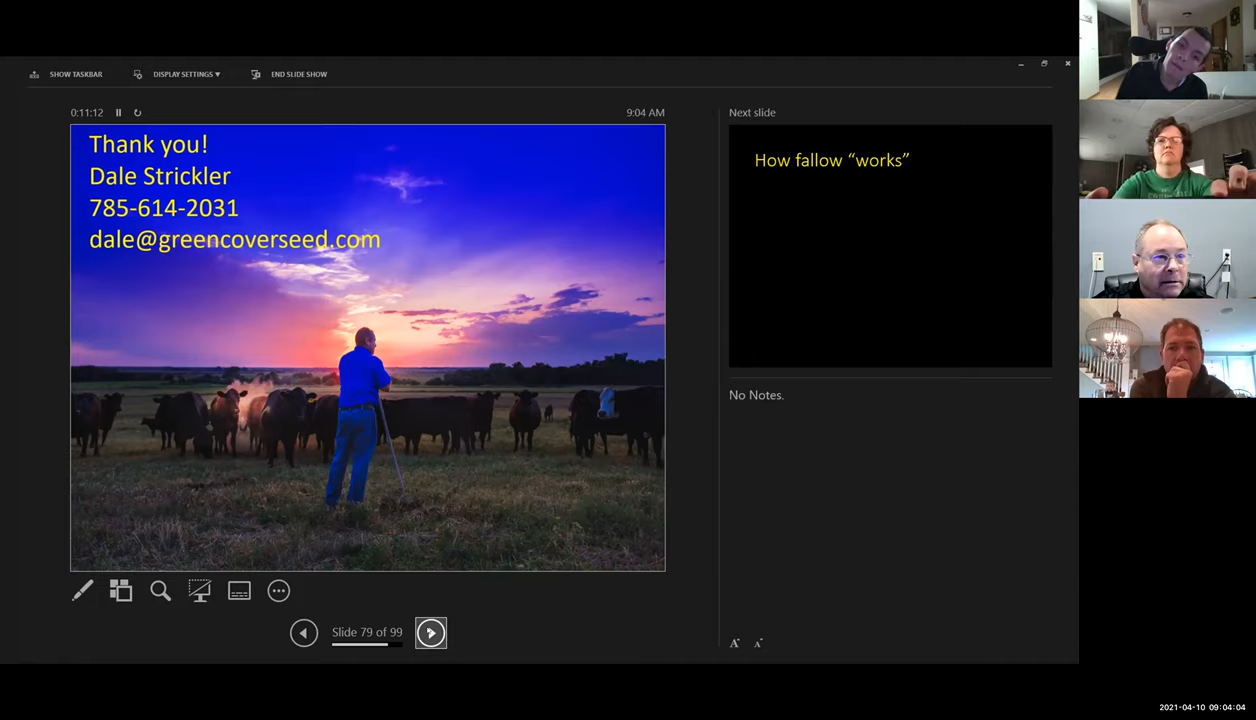 SHOW TASKBAR
DISPLAY SETTINGS ▼
END SLIDE SHOW
0:11:12
9:04 AM
Thank you!
Dale Strickler
785-614-2031
dale@greencoverseed.com
Next slide
How fallow “works”
No Notes.
Slide 79 of 99
A A
2021-04-10 09:04:04